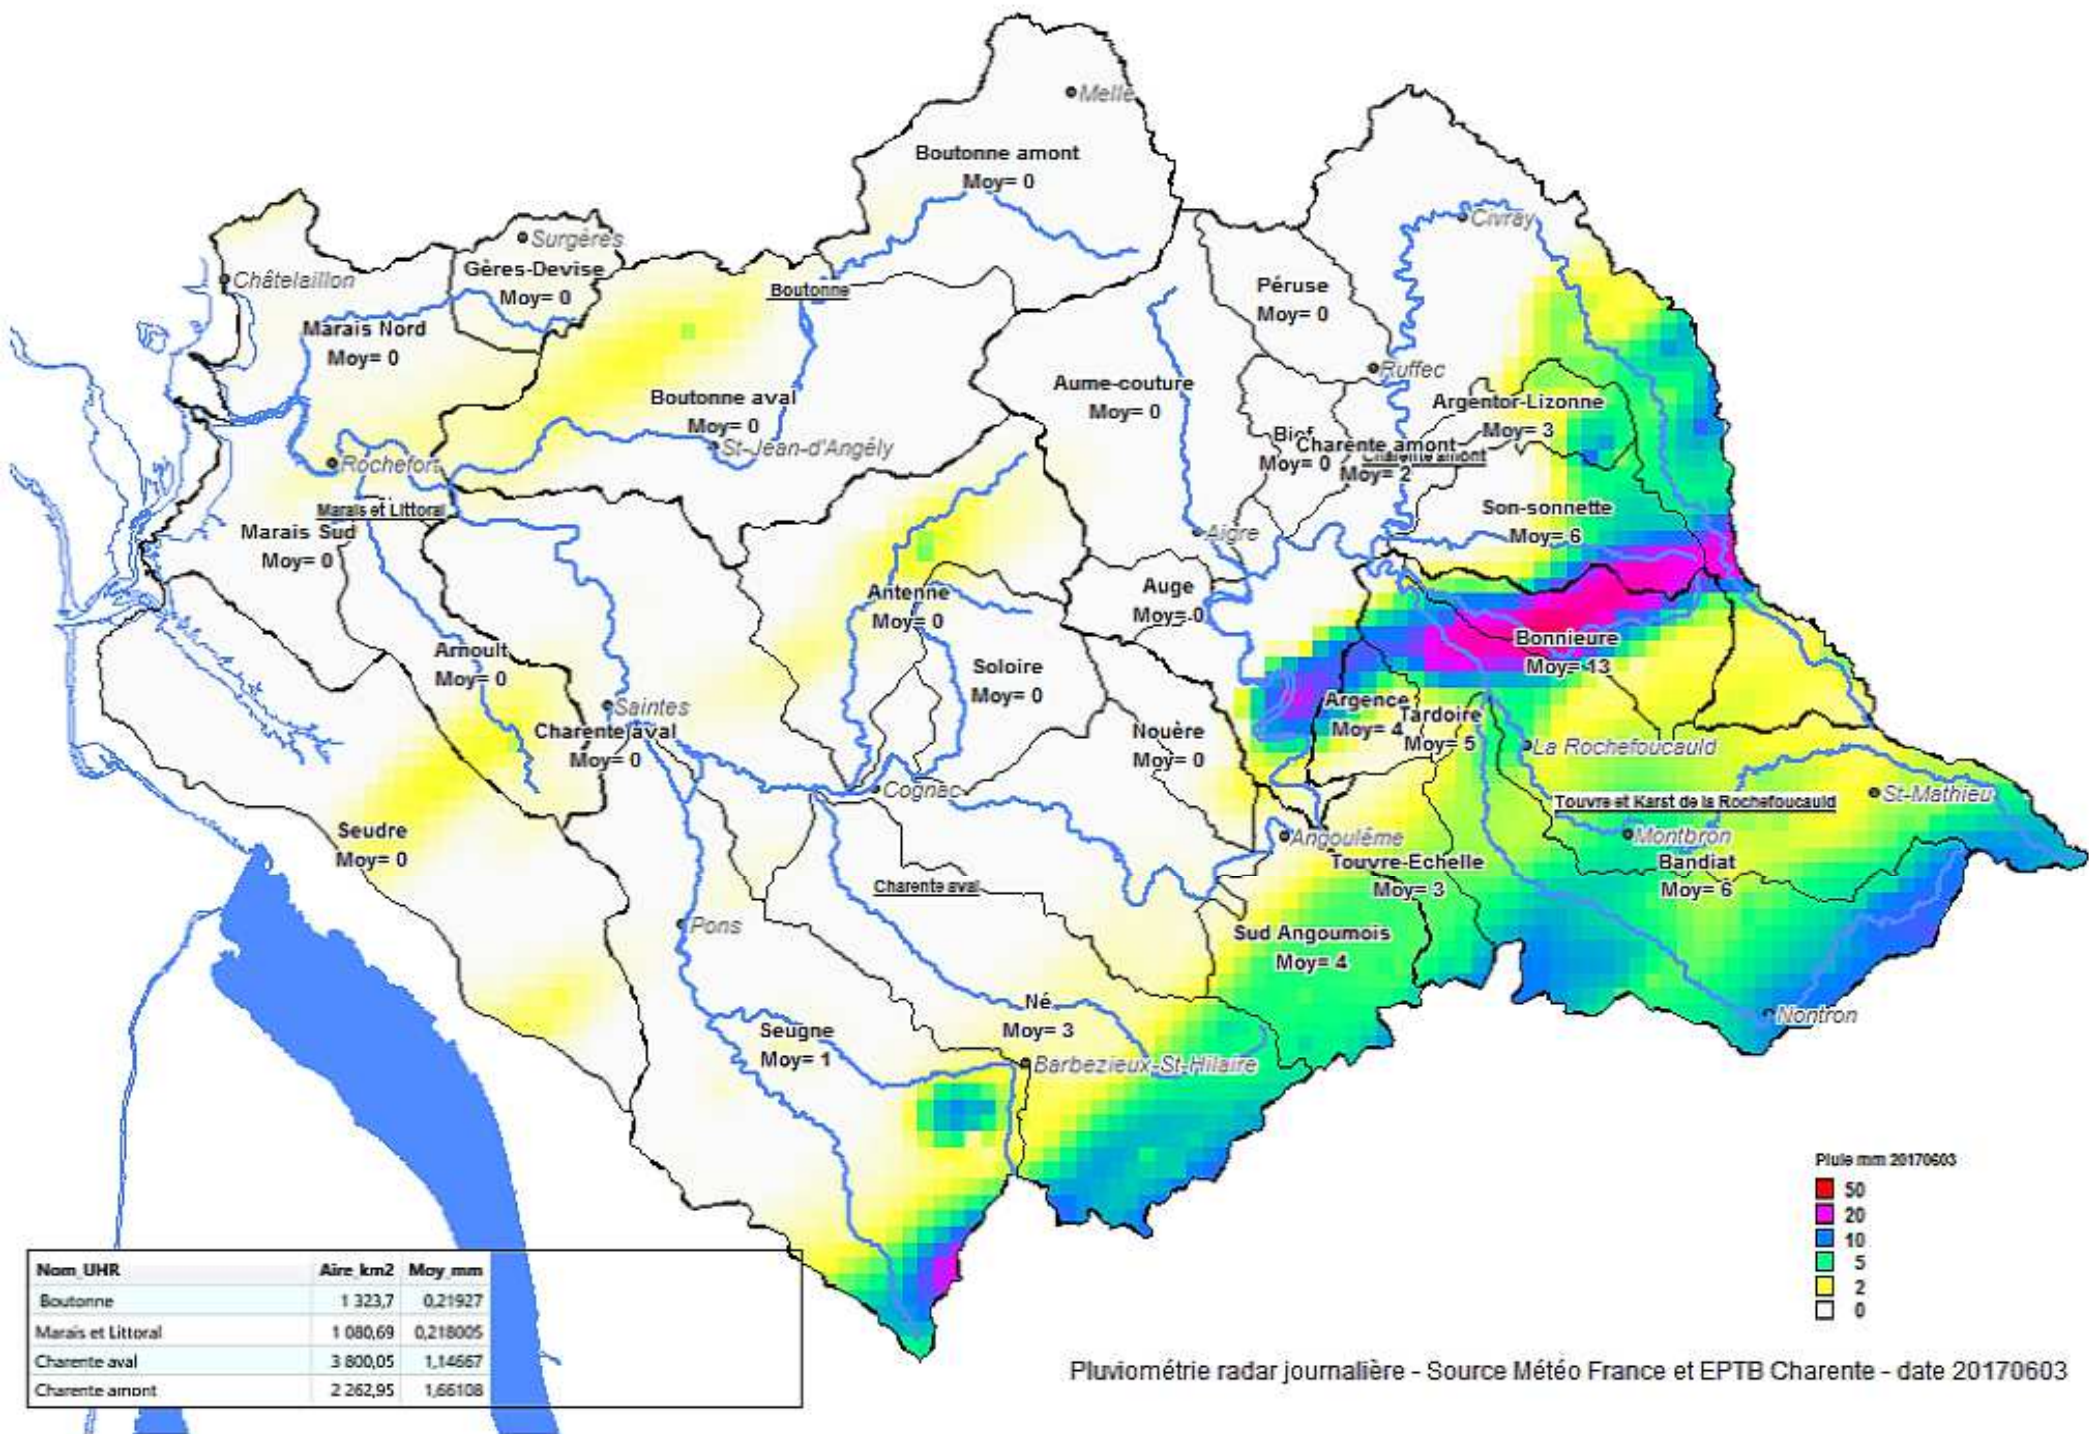 Melle
Boutonne amont
Moy= 0
Civray
Surgères
Gères-Devise
Moy= 0
Châtelaillon
Boutonne
Péruse
Moy= 0
Marais Nord
Moy= 0
Ruffec
Aume-couture
Moy= 0
Boutonne aval
Moy= 0
Argentor-Lizonne
Moy= 3
St-Jean-d'Angély
Bief
Moy= 0
Charente amont
Moy= 2
Charente amont
Rochefort
Marais et Littoral
Marais Sud
Moy= 0
Son-sonnette
Moy= 6
Aigre
Antenne
Moy= 0
Auge
Moy= 0
Bonnieure
Moy= 13
Arnoult
Moy= 0
Soloire
Moy= 0
Saintes
Charente aval
Moy= 0
Nouère
Moy= 0
Argence
Moy= 4
Tardoire
Moy= 5
La Rochefoucauld
Cognac
St-Mathieu
Touvre et Karst de la Rochefoucauld
Seudre
Moy= 0
Angoulême
Montbron
Touvre-Echelle
Moy= 3
Bandiat
Moy= 6
Charente aval
Pons
Sud Angoumois
Moy= 4
Né
Moy= 3
Seugne
Moy= 1
Nontron
Barbezieux-St-Hilaire
Pluie mm 20170603
50
20
10
5
2
0
Nom_UHR Aire_km2 Moy_mm
Boutonne 1 323,7 0,21927
Marais et Littoral 1 080,69 0,218005
Charente aval 3 800,05 1,14667
Charente amont 2 262,95 1,66108
Pluviométrie radar journalière - Source Météo France et EPTB Charente - date 20170603